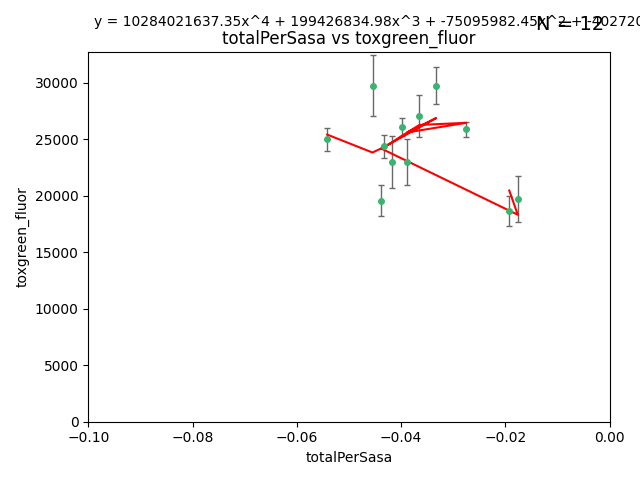 y = 10284021637.35x^4 + 199426834.98x^3 + -75095982.45x^2 + -402720
N = 12
totalPerSasa vs toxgreen_fluor
30000
25000
20000
15000
10000
5000
0
toxgreen_fluor
−0.10 −0.08 −0.06 −0.04 −0.02 0.00
totalPerSasa